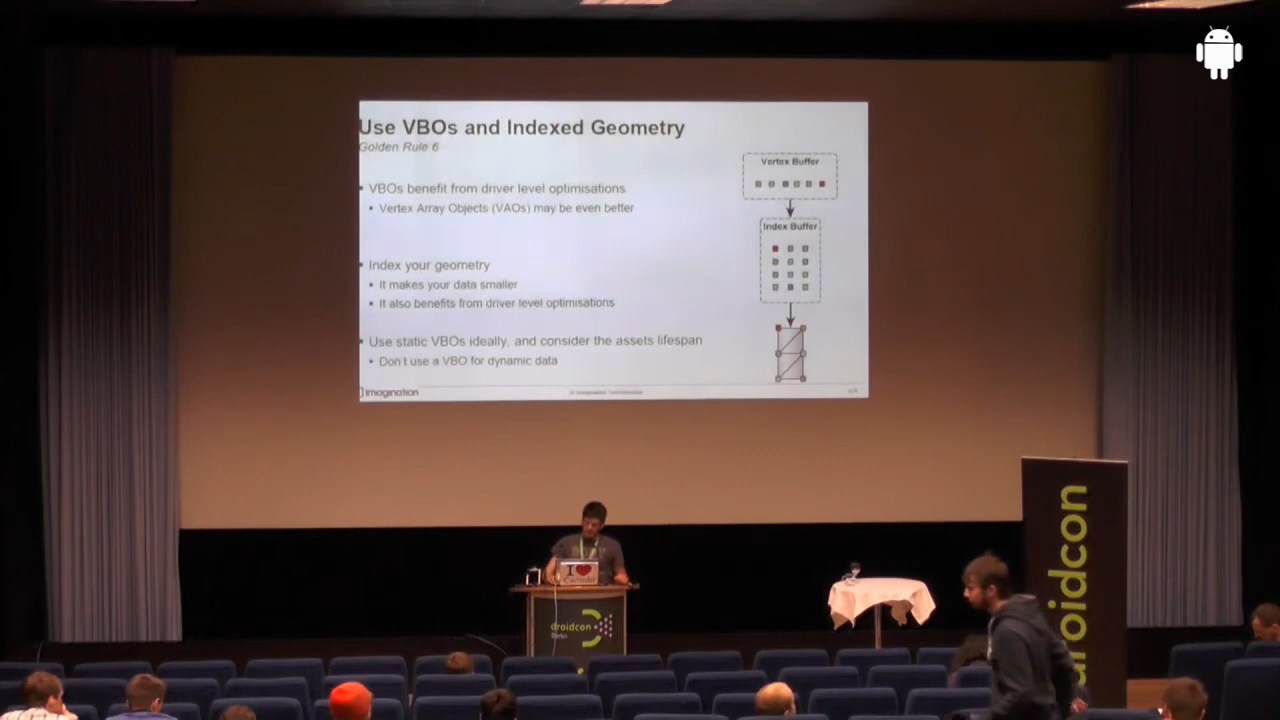 Use VBOs and Indexed Geometry
Golden Rule 6
VBOs benefit from driver level optimisations
Vertex Array Objects (VAOs) may be even better
Index your geometry
It makes your data smaller
It also benefits from driver level optimisations
Use static VBOs ideally, and consider the assets lifespan
Don't use a VBO for dynamic data
Vertex Buffer
Index Buffer
imagination
I
droidcon
Berlin
droidcon